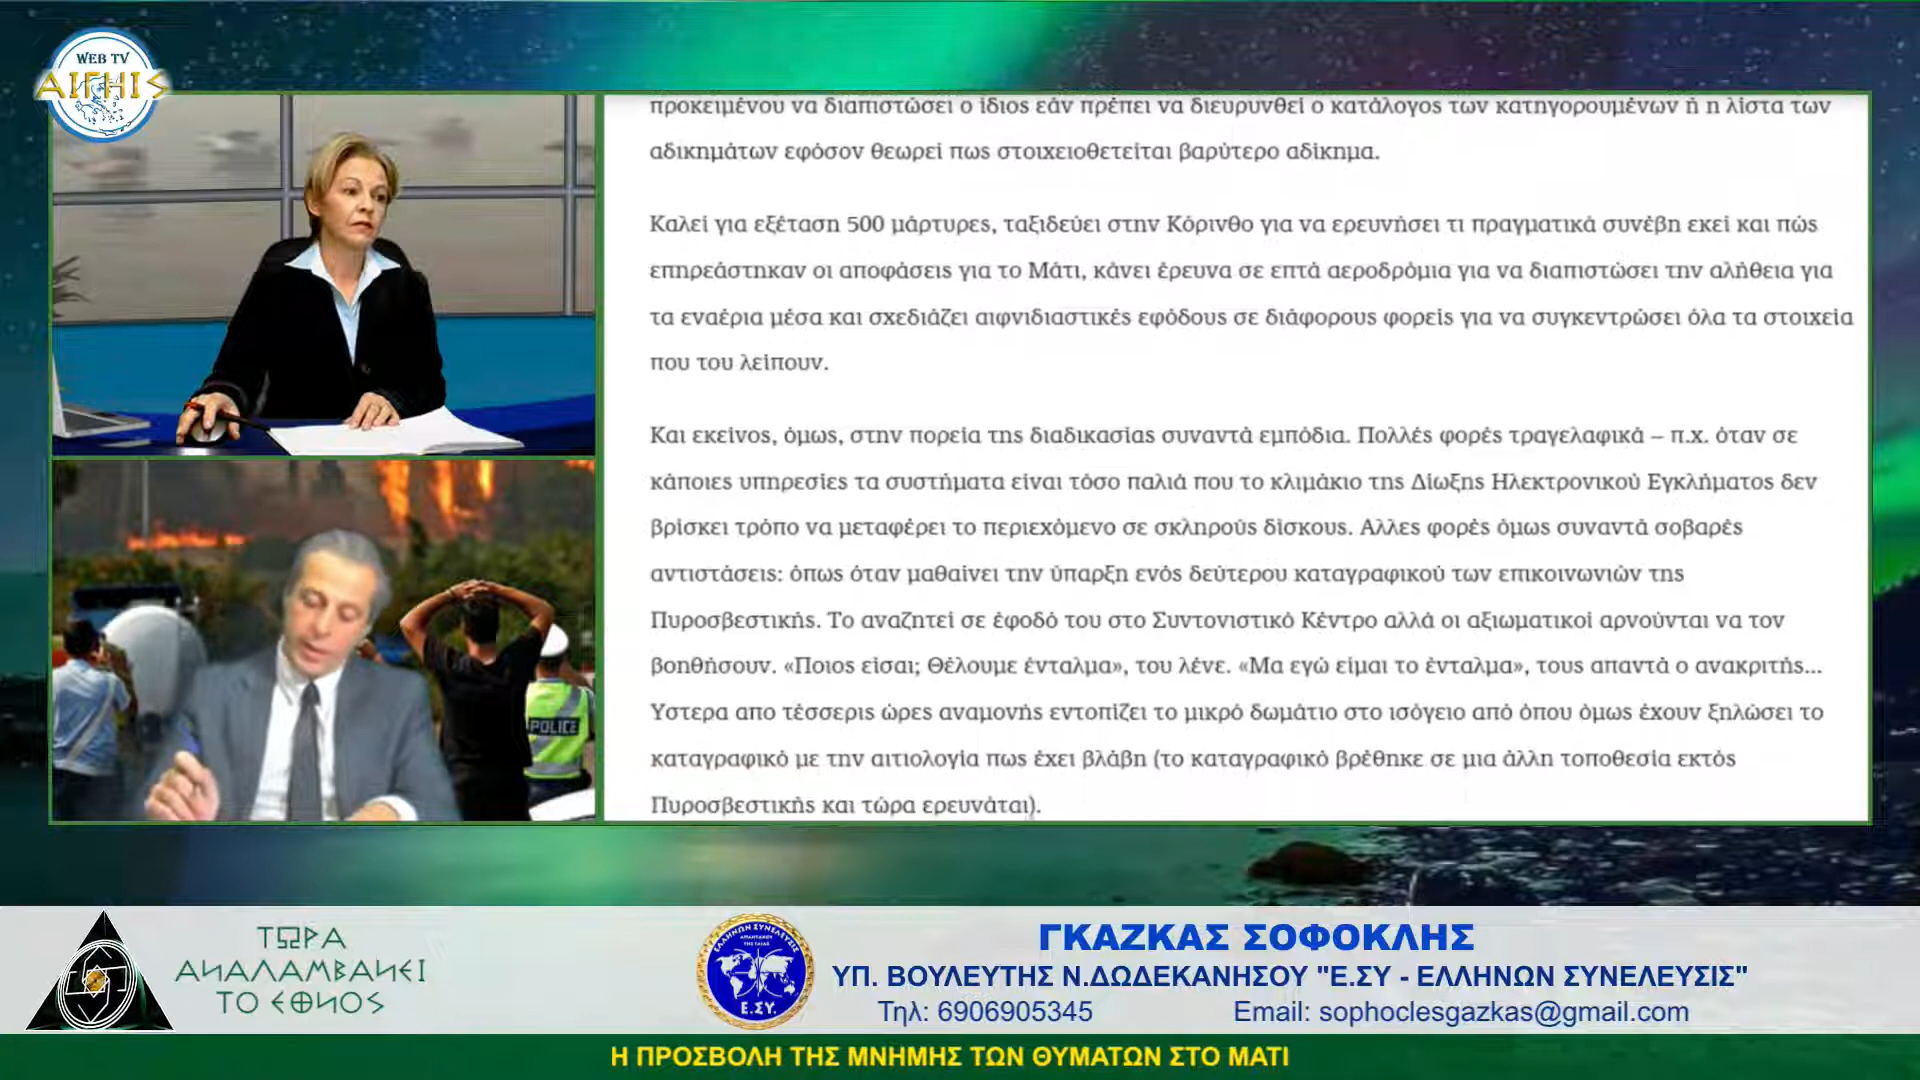 WEB TV
ΑΙΓΗΙΣ
προκειμένου να διαπιστώσει ο ίδιος εάν πρέπει να διευρυνθεί ο κατάλογος των κατηγορουμένων ή η λίστα των
αδικημάτων εφόσον θεωρεί πως στοιχειοθετείται βαρύτερο αδίκημα.
Καλεί για εξέταση 500 μάρτυρες, ταξιδεύει στην Κόρινθο για να ερευνήσει τι πραγματικά συνέβη εκεί και πώς
επηρεάστηκαν οι αποφάσεις για το Μάτι, κάνει έρευνα σε επτά αεροδρόμια για να διαπιστώσει την αλήθεια για
τα εναέρια μέσα και σχεδιάζει αιφνιδιαστικές εφόδους σε διάφορους φορείς για να συγκεντρώσει όλα τα στοιχεία
που του λείπουν.
Και εκείνος, όμως, στην πορεία της διαδικασίας συναντά εμπόδια. Πολλές φορές τραγελαφικά – π.χ. όταν σε
κάποιες υπηρεσίες τα συστήματα είναι τόσο παλιά που το κλιμάκιο της Δίωξης Ηλεκτρονικού Εγκλήματος δεν
βρίσκει τρόπο να μεταφέρει το περιεχόμενο σε σκληρούς δίσκους. Αλλες φορές όμως συναντά σοβαρές
αντιστάσεις: όπως όταν μαθαίνει την ύπαρξη ενός δεύτερου καταγραφικού των επικοινωνιών της
Πυροσβεστικής. Το αναζητεί σε έφοδό του στο Συντονιστικό Κέντρο αλλά οι αξιωματικοί αρνούνται να τον
βοηθήσουν. «Ποιος είσαι; Θέλουμε ένταλμα», του λένε. «Μα εγώ είμαι το ένταλμα», τους απαντά ο ανακριτής...
Υστερα απο τέσσερις ώρες αναμονής εντοπίζει το μικρό δωμάτιο στο ισόγειο από όπου όμως έχουν ξηλώσει το
καταγραφικό με την αιτιολογία πως έχει βλάβη (το καταγραφικό βρέθηκε σε μια άλλη τοποθεσία εκτός
Πυροσβεστικής και τώρα ερευνάται).
POLICE
ΤΩΡΑ
ΑΝΑΛΑΜΒΑΝΕΙ
ΤΟ ΕΘΝΟΣ
ΕΛΛΗΝΩΝ ΣΥΝΕΛΕΥΣΙΣ
Ε.ΣΥ.
ΓΚΑΖΚΑΣ ΣΟΦΟΚΛΗΣ
ΥΠ. ΒΟΥΛΕΥΤΗΣ Ν.ΔΩΔΕΚΑΝΗΣΟΥ "Ε.ΣΥ - ΕΛΛΗΝΩΝ ΣΥΝΕΛΕΥΣΙΣ"
Τηλ: 6906905345 Email: sophoclesgazkas@gmail.com
Η ΠΡΟΣΒΟΛΗ ΤΗΣ ΜΝΗΜΗΣ ΤΩΝ ΘΥΜΑΤΩΝ ΣΤΟ ΜΑΤΙ